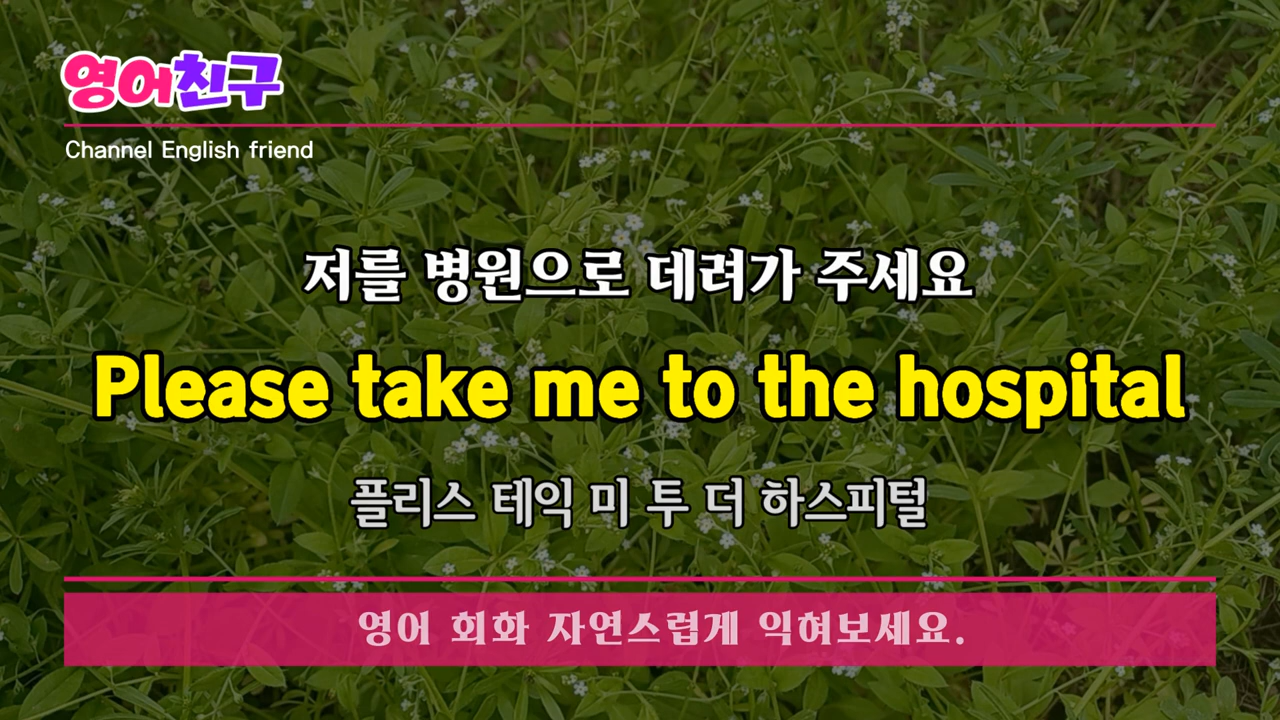 영어친구
Channel English friend
저를 병원으로 데려가 주세요
Please take me to the hospital
플리스 테익 미 투 더 하스피털
영어 회화 자연스럽게 익혀보세요.